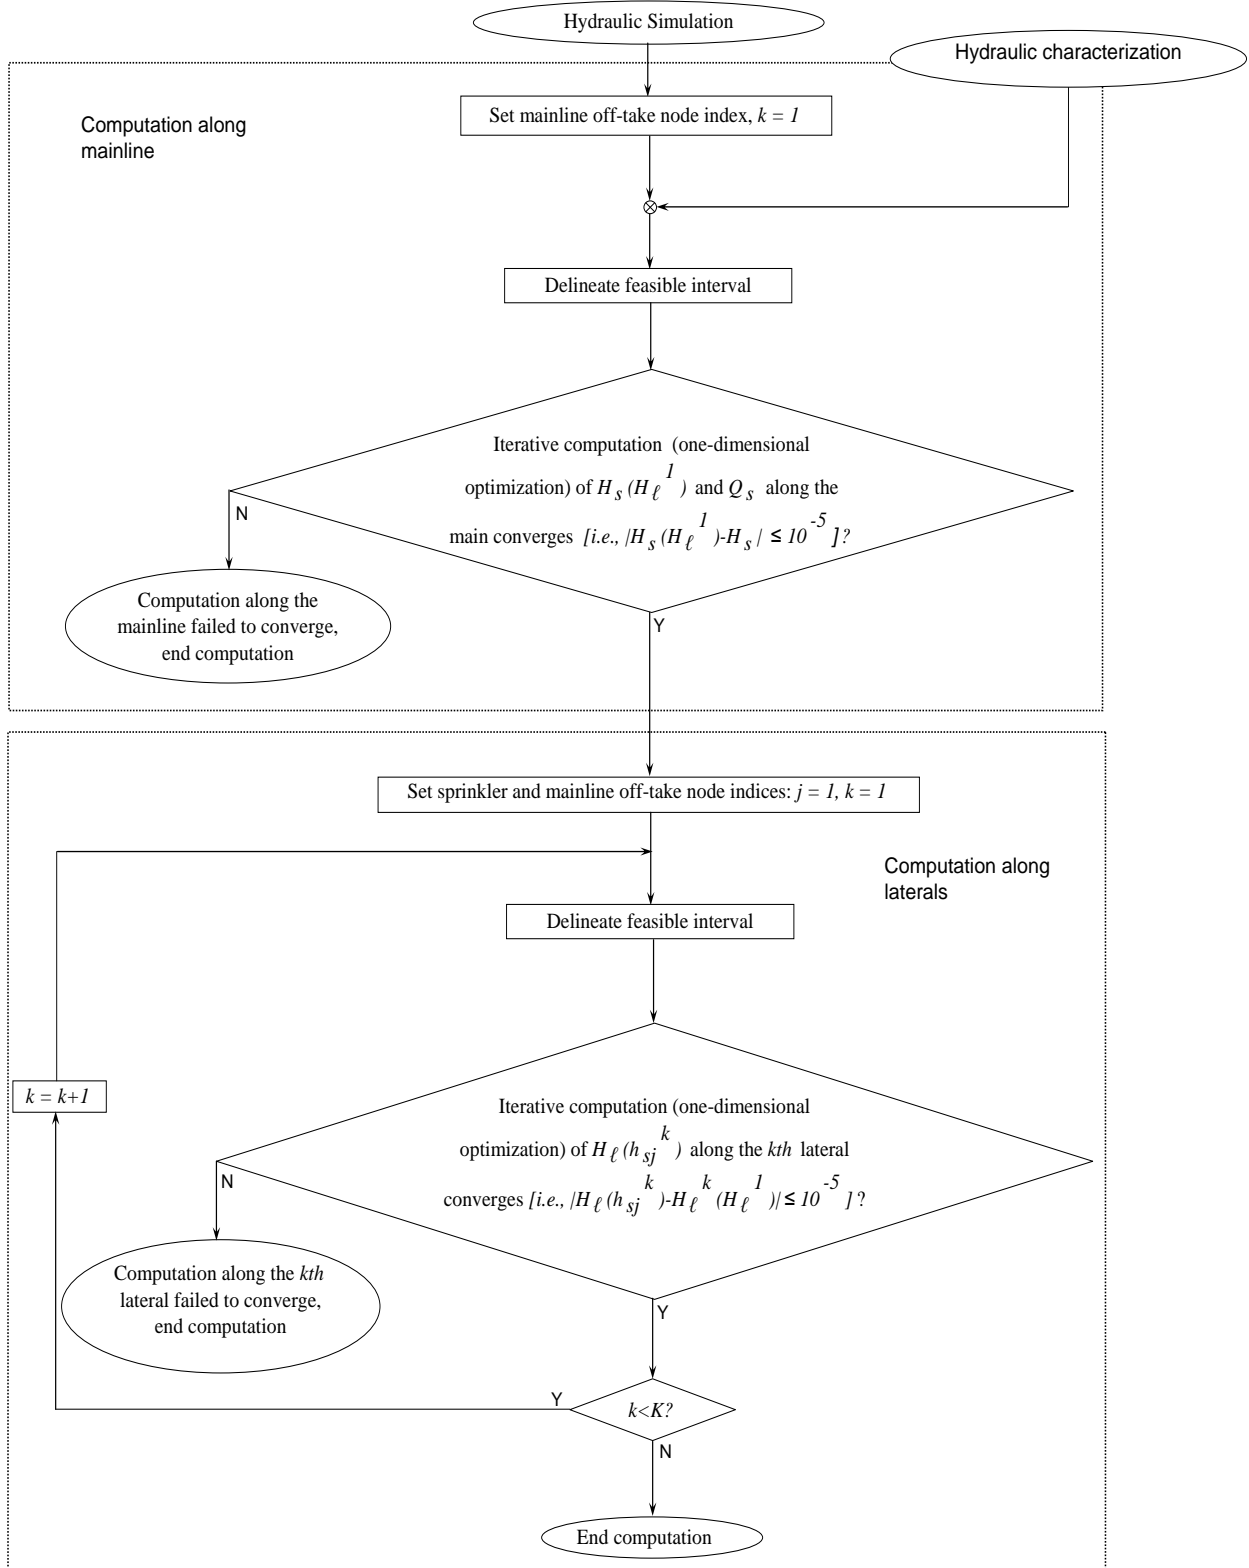 Hydraulic Simulation
Hydraulic characterization
Set mainline off-take node index, k = 1
Computation along
mainline
⊗
Delineate feasible interval
Iterative computation (one-dimensional
optimization) of H_s (H_ℓ^1) and Q_s along the
main converges [i.e., |H_s (H_ℓ^1)-H_s | ≤ 10^-5 ]?
N
Computation along the
mainline failed to converge,
end computation
Y
Set sprinkler and mainline off-take node indices: j = 1, k = 1
Computation along
laterals
Delineate feasible interval
k = k+1
Iterative computation (one-dimensional
optimization) of H_ℓ (h_sj^k) along the kth lateral
converges [i.e., |H_ℓ (h_sj^k)-H_ℓ^k (H_ℓ^1)| ≤ 10^-5 ] ?
N
Computation along the kth
lateral failed to converge,
end computation
Y
Y
k<K?
N
End computation